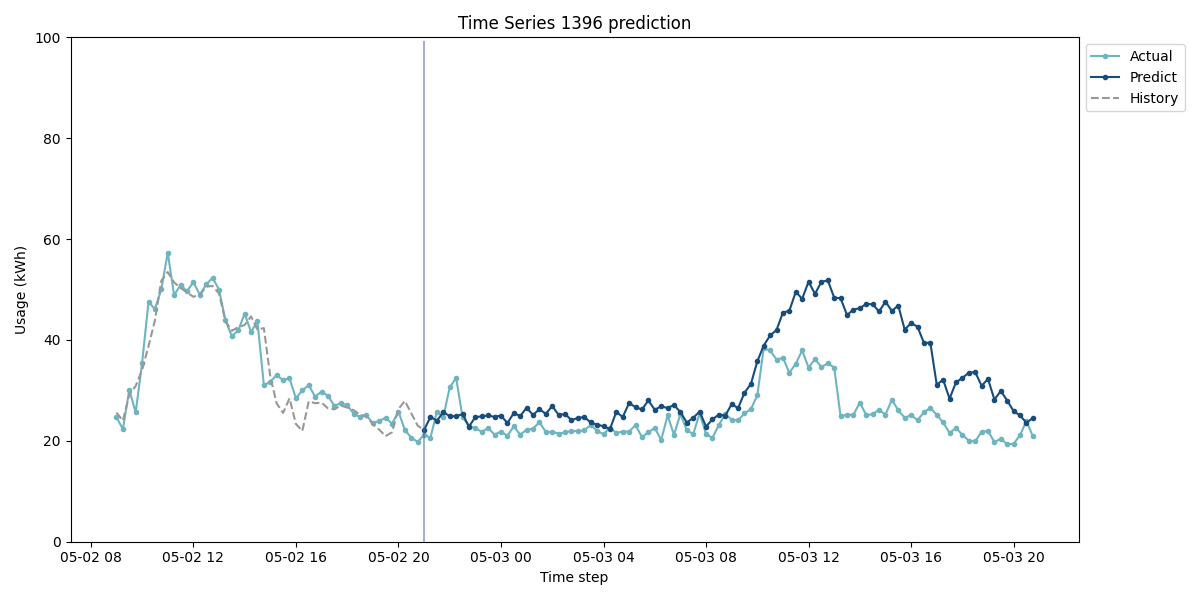 Time Series 1396 prediction
100
80
60
40
20
0
Usage (kWh)
05-02 08
05-02 12
05-02 16
05-02 20
05-03 00
05-03 04
05-03 08
05-03 12
05-03 16
05-03 20
Time step
Actual
Predict
History